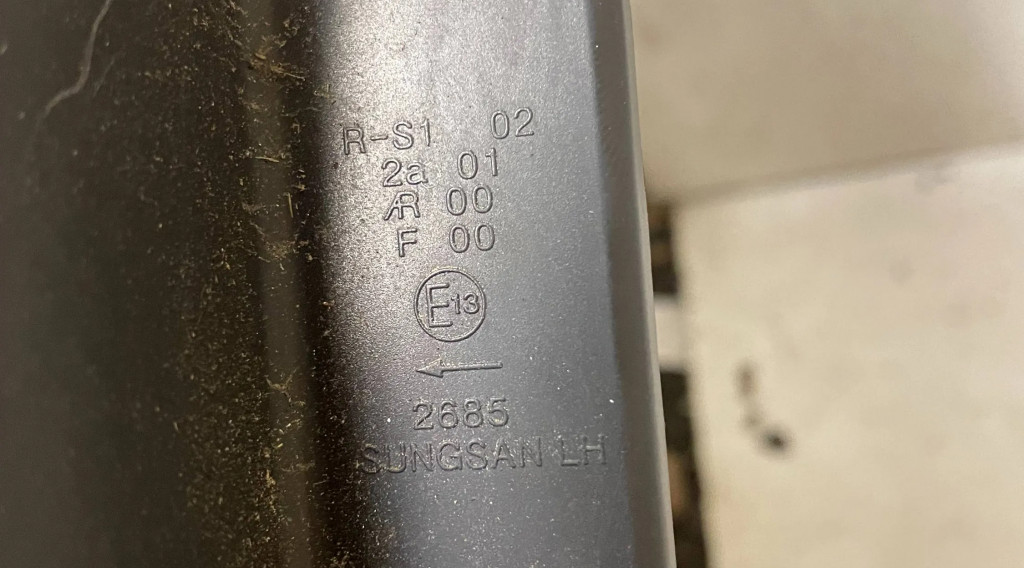 R-S1 02
2a 01
AR 00
F 00
E13
←
2685
SUNGSAN LH